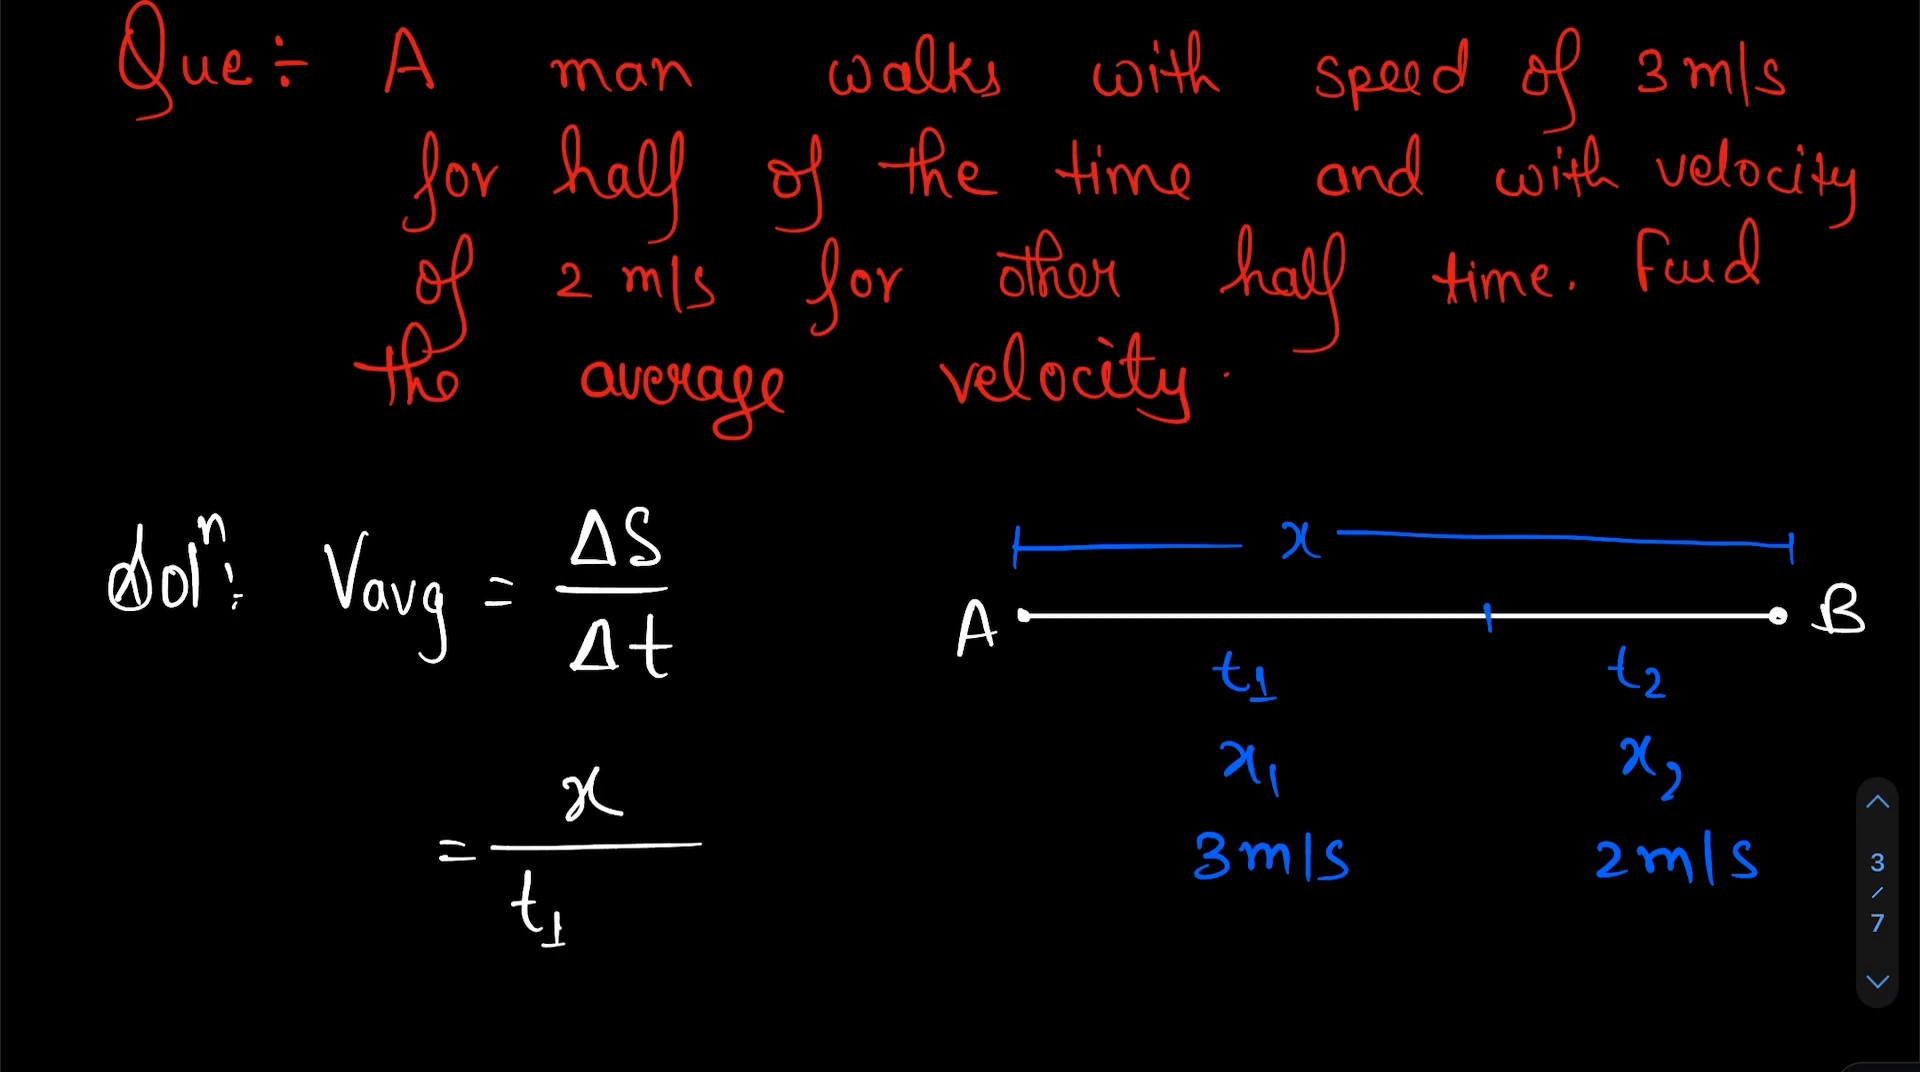 Que ÷ A man walks with speed of 3 m/s
for half of the time and with velocity
of 2 m/s for other half time. Find
the average velocity.
Solⁿ: Vavg = ΔS / Δt
x
A B
t1 t2
x1 x2
3 m/s 2 m/s
= x / t1
3
/
7